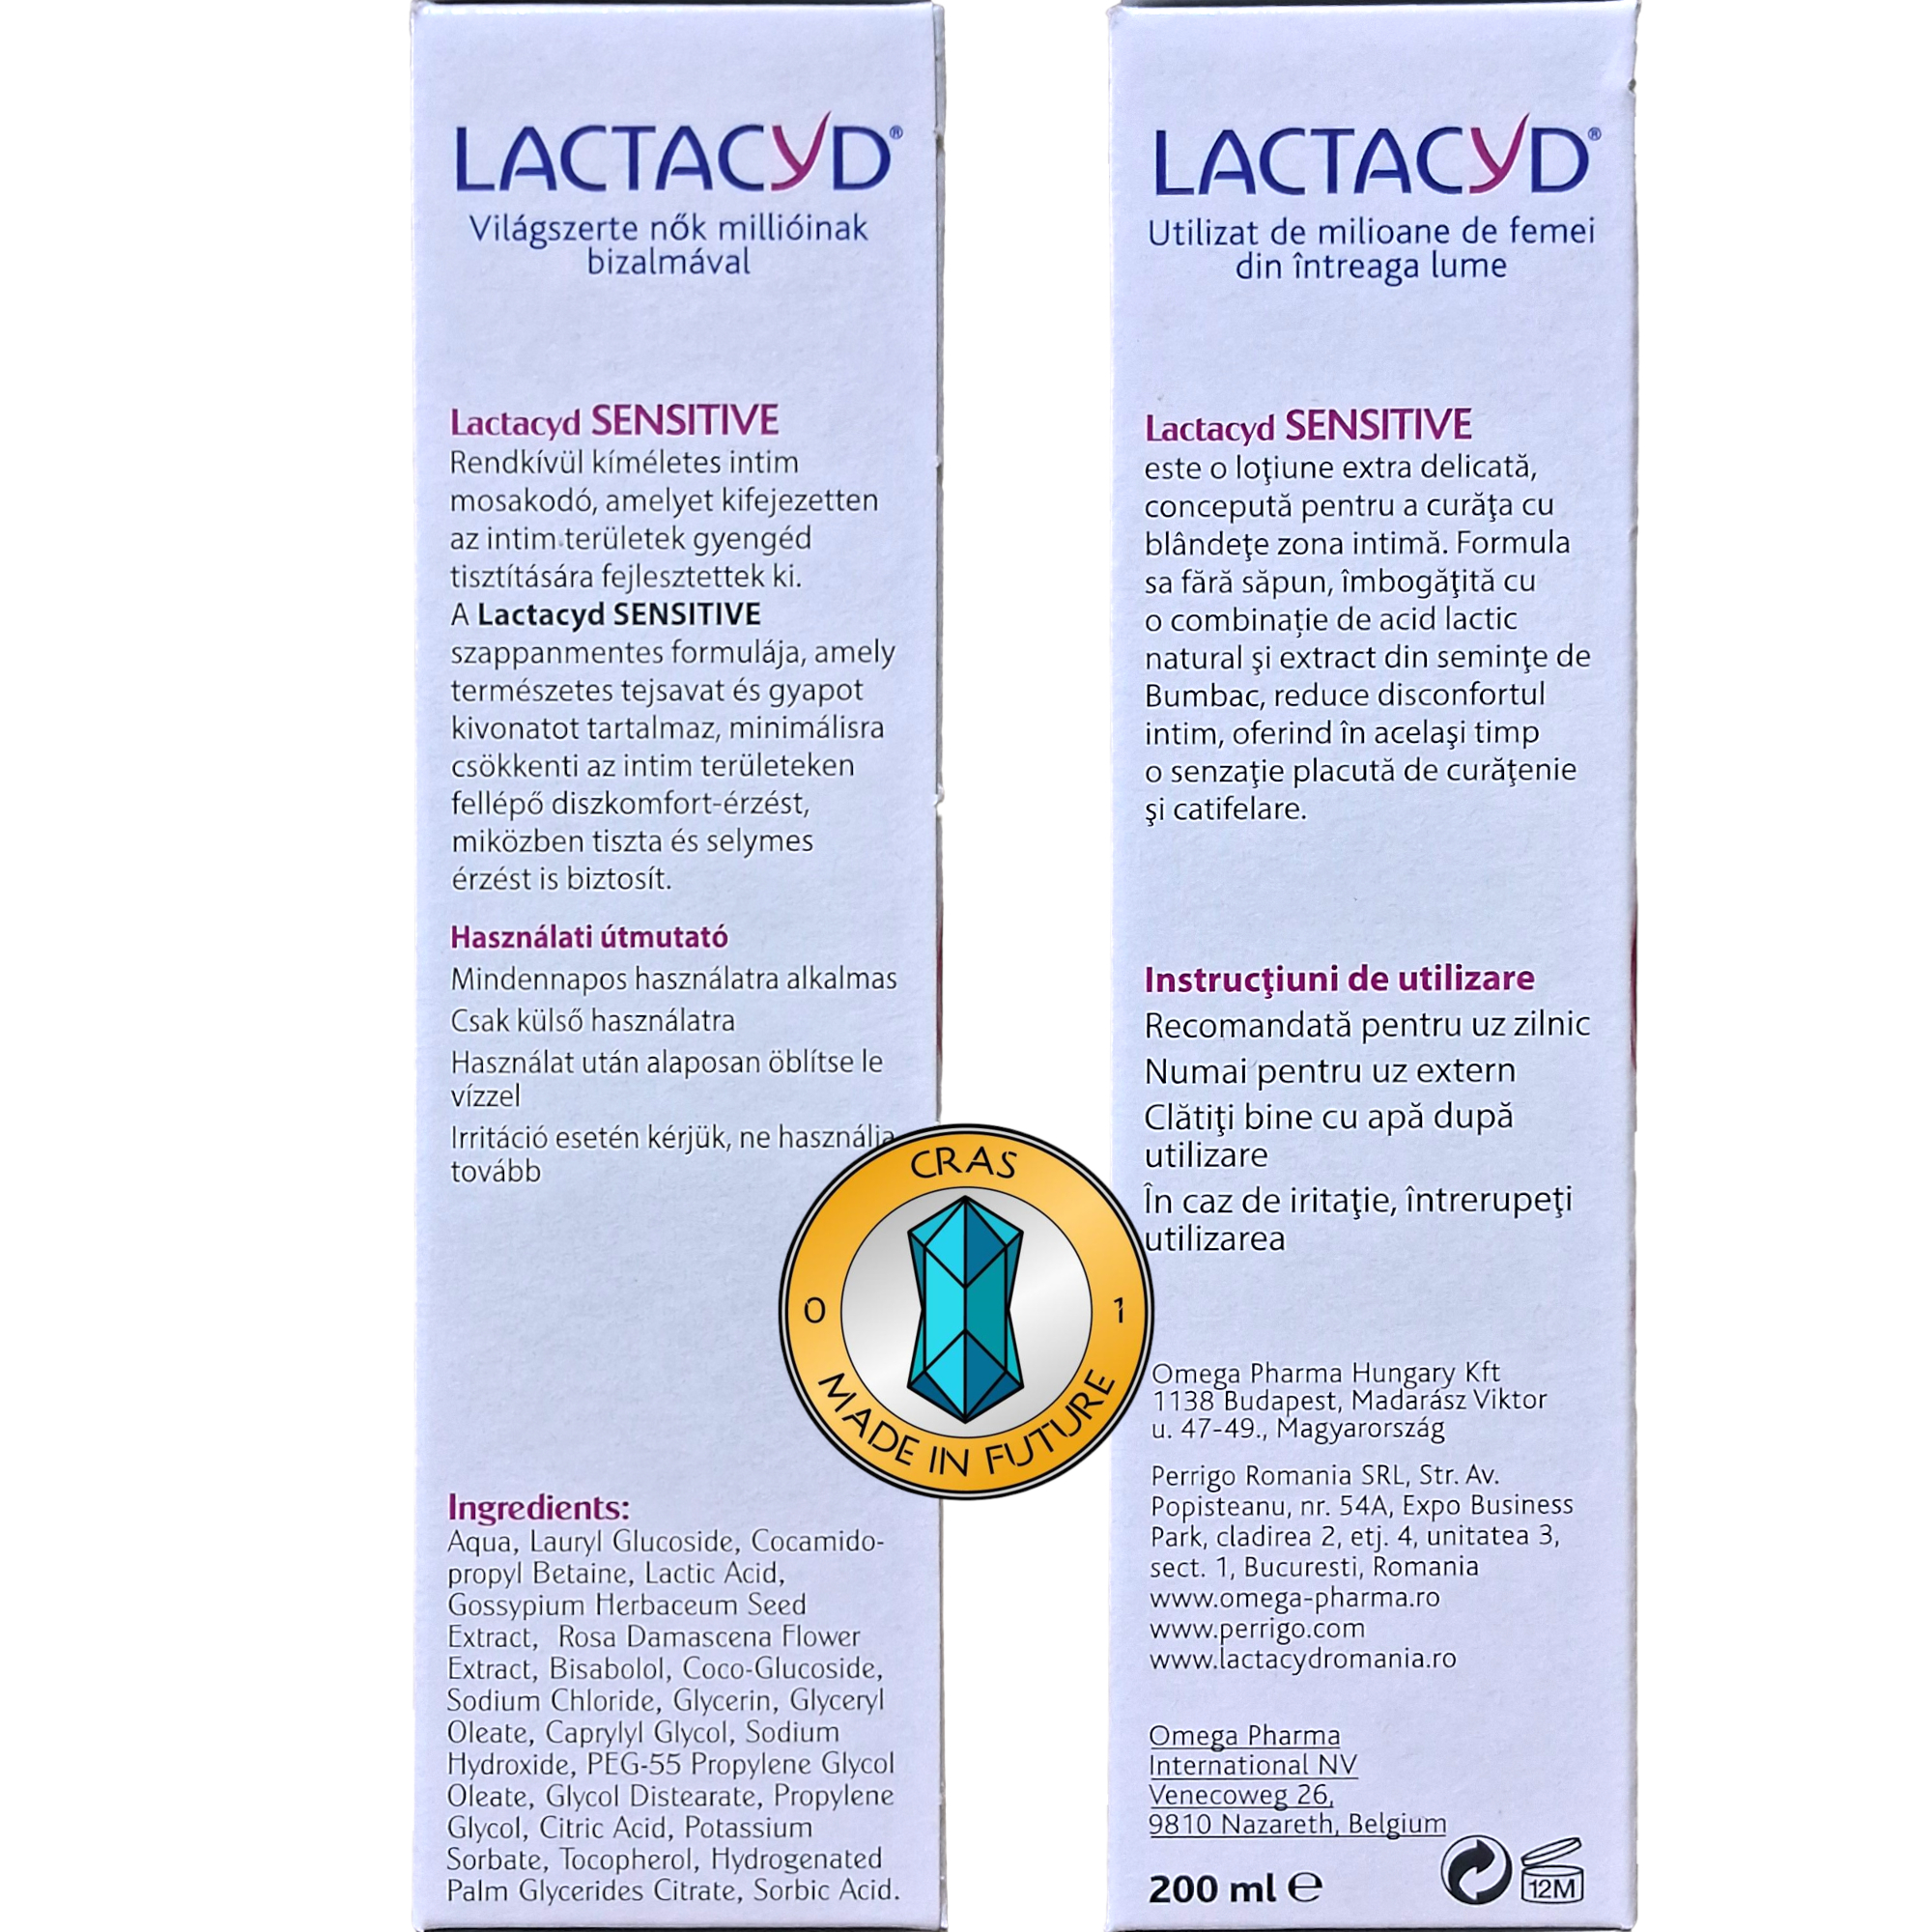 LACTACYD®
Világszerte nők millióinak
bizalmával
Lactacyd SENSITIVE
Rendkívül kíméletes intim
mosakodó, amelyet kifejezetten
az intim területek gyengéd
tisztítására fejlesztettek ki.
A Lactacyd SENSITIVE
szappanmentes formulája, amely
természetes tejsavat és gyapot
kivonatot tartalmaz, minimálisra
csökkenti az intim területeken
fellépő diszkomfort-érzést,
miközben tiszta és selymes
érzést is biztosít.
Használati útmutató
Mindennapos használatra alkalmas
Csak külső használatra
Használat után alaposan öblítse le
vízzel
Irritáció esetén kérjük, ne használja
tovább
Ingredients:
Aqua, Lauryl Glucoside, Cocamido-
propyl Betaine, Lactic Acid,
Gossypium Herbaceum Seed
Extract, Rosa Damascena Flower
Extract, Bisabolol, Coco-Glucoside,
Sodium Chloride, Glycerin, Glyceryl
Oleate, Caprylyl Glycol, Sodium
Hydroxide, PEG-55 Propylene Glycol
Oleate, Glycol Distearate, Propylene
Glycol, Citric Acid, Potassium
Sorbate, Tocopherol, Hydrogenated
Palm Glycerides Citrate, Sorbic Acid.
CRAS
0 1
MADE IN FUTURE
LACTACYD®
Utilizat de milioane de femei
din întreaga lume
Lactacyd SENSITIVE
este o loţiune extra delicată,
concepută pentru a curăţa cu
blândeţe zona intimă. Formula
sa fără săpun, îmbogăţită cu
o combinație de acid lactic
natural şi extract din seminţe de
Bumbac, reduce disconfortul
intim, oferind în acelaşi timp
o senzaţie placută de curăţenie
şi catifelare.
Instrucţiuni de utilizare
Recomandată pentru uz zilnic
Numai pentru uz extern
Clătiţi bine cu apă după
utilizare
În caz de iritaţie, întrerupeţi
utilizarea
Omega Pharma Hungary Kft
1138 Budapest, Madarász Viktor
u. 47-49., Magyarország
Perrigo Romania SRL, Str. Av.
Popisteanu, nr. 54A, Expo Business
Park, cladirea 2, etj. 4, unitatea 3,
sect. 1, Bucuresti, Romania
www.omega-pharma.ro
www.perrigo.com
www.lactacydromania.ro
Omega Pharma
International NV
Venecoweg 26,
9810 Nazareth, Belgium
200 ml ℮
12M